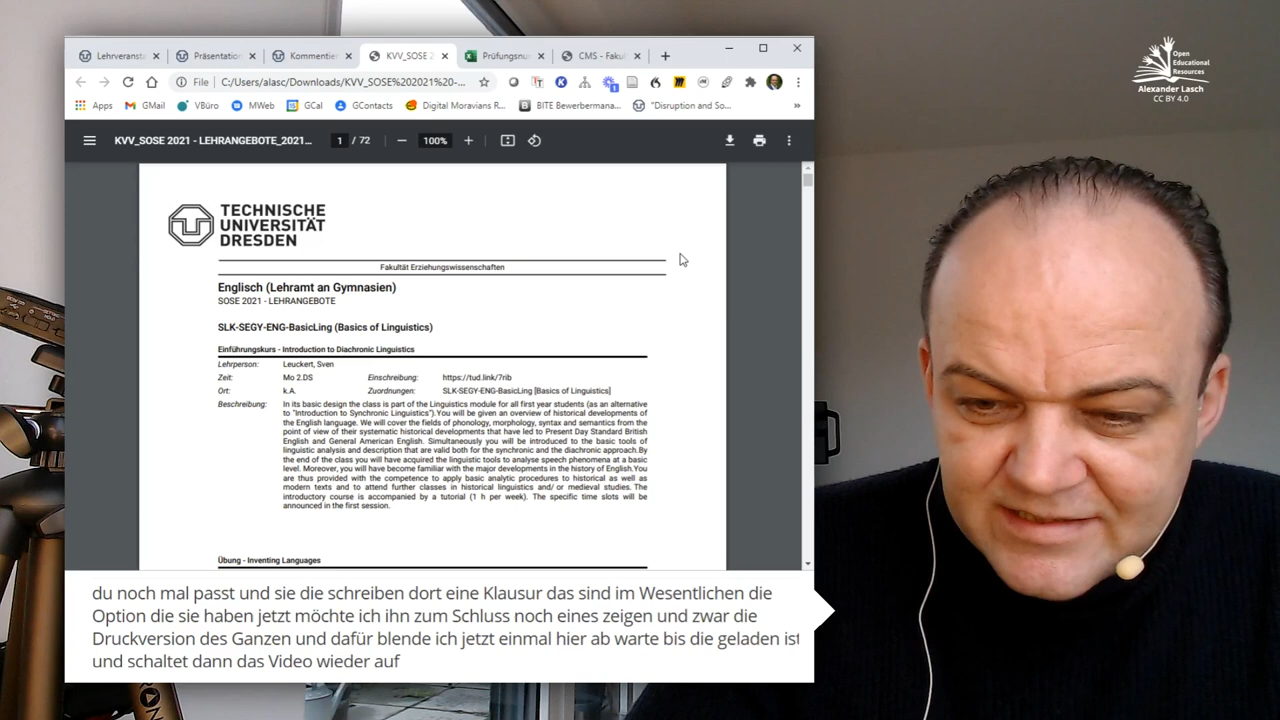 Lehrveransta
Präsentation
Kommentier
KVV_SOSE 2
Prüfungsnu
CMS - Fakul
File
C:/Users/alasc/Downloads/KVV_SOSE%202021%20-...
Apps
GMail
VBüro
MWeb
GCal
GContacts
Digital Moravians R...
BITE Bewerbermana...
"Disruption and So...
KVV_SOSE 2021 - LEHRANGEBOTE_2021...
1 / 72
100%
TECHNISCHE
UNIVERSITÄT
DRESDEN
Fakultät Erziehungswissenschaften
Englisch (Lehramt an Gymnasien)
SOSE 2021 - LEHRANGEBOTE
SLK-SEGY-ENG-BasicLing (Basics of Linguistics)
Einführungskurs - Introduction to Diachronic Linguistics
Lehrperson: Leuckert, Sven
Zeit: Mo 2.DS Einschreibung: https://tud.link/7rib
Ort: k.A. Zuordnungen: SLK-SEGY-ENG-BasicLing [Basics of Linguistics]
Beschreibung: In its basic design the class is part of the Linguistics module for all first year students (as an alternative
to "Introduction to Synchronic Linguistics").You will be given an overview of historical developments of
the English language. We will cover the fields of phonology, morphology, syntax and semantics from the
point of view of their systematic historical developments that have led to Present Day Standard British
English and General American English. Simultaneously you will be introduced to the basic tools of
linguistic analysis and description that are valid both for the synchronic and the diachronic approach.By
the end of the class you will have acquired the linguistic tools to analyse speech phenomena at a basic
level. Moreover, you will have become familiar with the major developments in the history of English.You
are thus provided with the competence to apply basic analytic procedures to historical as well as
modern texts and to attend further classes in historical linguistics and/ or medieval studies. The
introductory course is accompanied by a tutorial (1 h per week). The specific time slots will be
announced in the first session.
Übung - Inventing Languages
du noch mal passt und sie die schreiben dort eine Klausur das sind im Wesentlichen die
Option die sie haben jetzt möchte ich ihn zum Schluss noch eines zeigen und zwar die
Druckversion des Ganzen und dafür blende ich jetzt einmal hier ab warte bis die geladen ist
und schaltet dann das Video wieder auf
Open
Educational
Resources
Alexander Lasch
CC BY 4.0